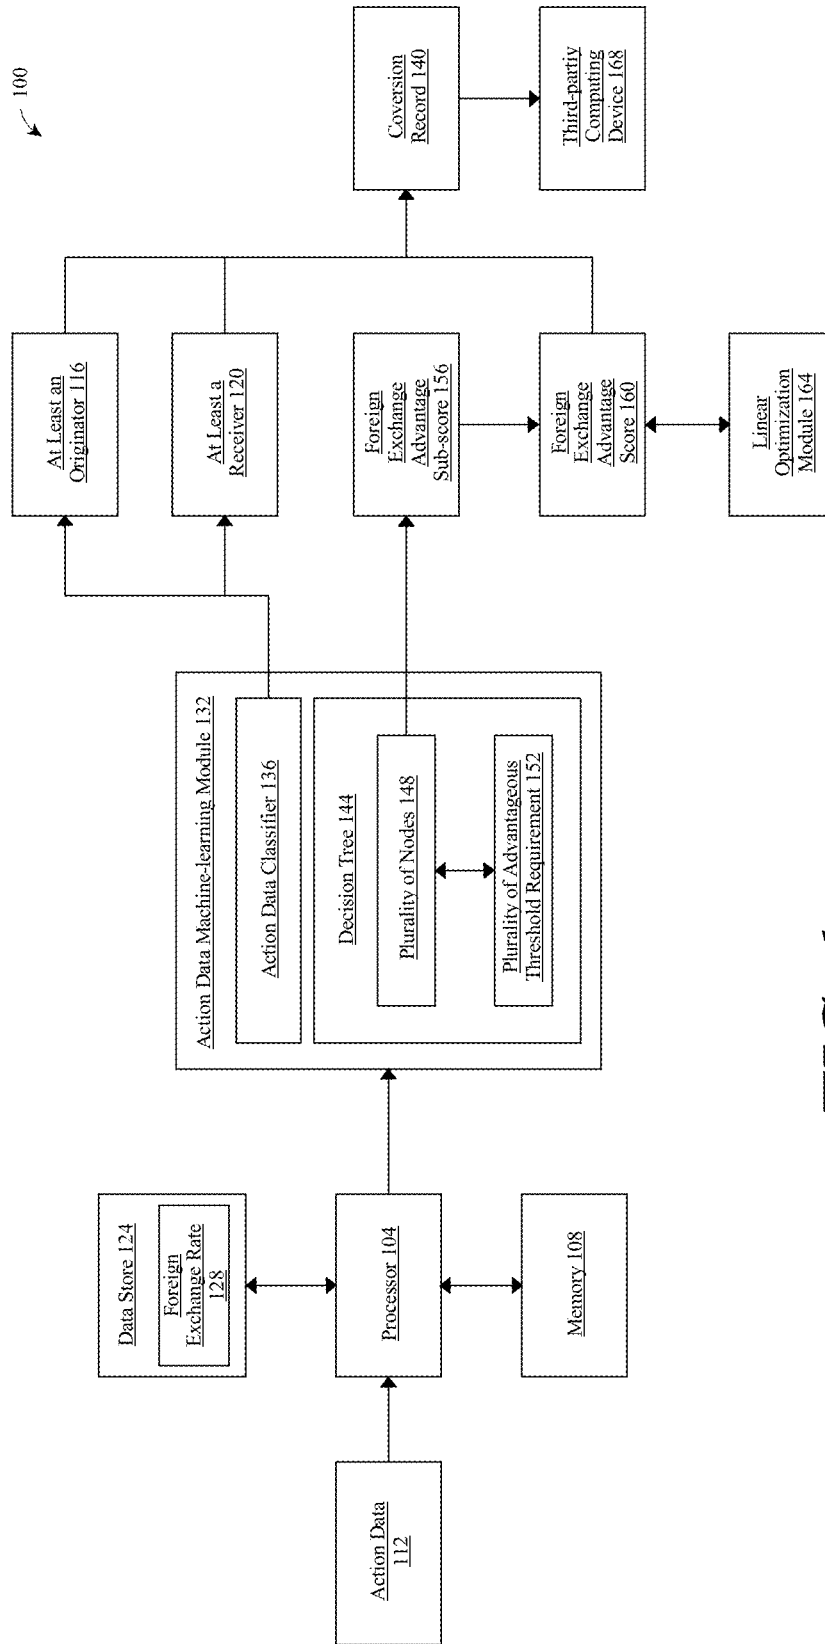 100
Action Data
112
Data Store 124
Foreign
Exchange Rate
128
Processor 104
Memory 108
Action Data Machine-learning Module 132
Action Data Classifier 136
Decision Tree 144
Plurality of Nodes 148
Plurality of Advantageous
Threshold Requirement 152
At Least an
Originator 116
At Least a
Receiver 120
Foreign
Exchange
Advantage
Sub-score 156
Foreign
Exchange
Advantage
Score 160
Linear
Optimization
Module 164
Coversion
Record 140
Third-partiy
Computing
Device 168